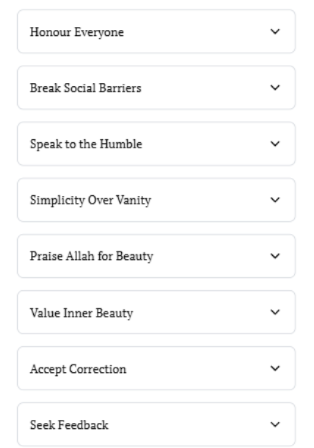 Honour Everyone
Break Social Barriers
Speak to the Humble
Simplicity Over Vanity
Praise Allah for Beauty
Value Inner Beauty
Accept Correction
Seek Feedback